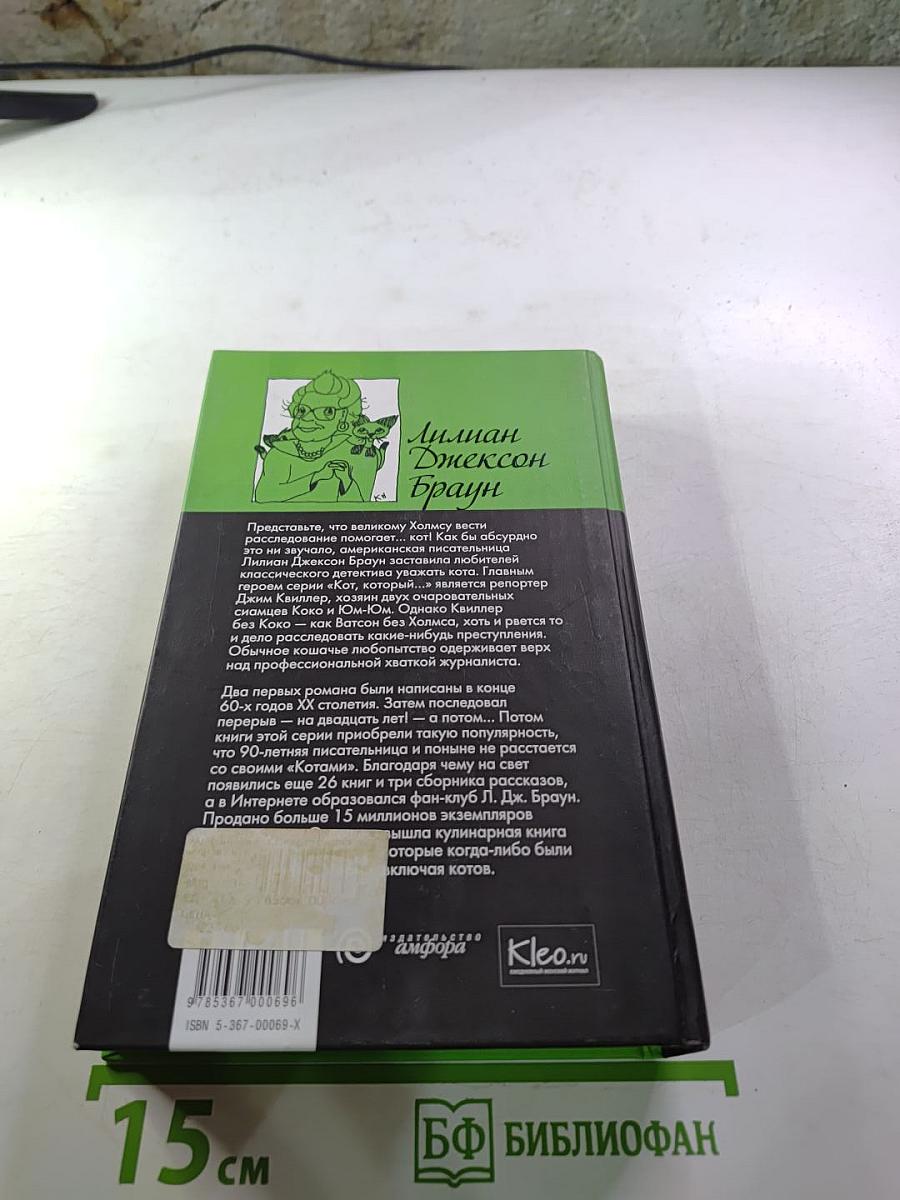 Лилиан
Джексон
Браун
КН
Представьте, что великому Холмсу вести
расследование помогает... кот! Как бы абсурдно
это ни звучало, американская писательница
Лилиан Джексон Браун заставила любителей
классического детектива уважать кота. Главным
героем серии «Кот, который...» является репортер
Джим Квиллер, хозяин двух очаровательных
сиамцев Коко и Юм-Юм. Однако Квиллер
без Коко — как Ватсон без Холмса, хоть и рвется то
и дело расследовать какие-нибудь преступления.
Обычное кошачье любопытство одерживает верх
над профессиональной хваткой журналиста.
Два первых романа были написаны в конце
60-х годов XX столетия. Затем последовал
перерыв — на двадцать лет! — а потом... Потом
книги этой серии приобрели такую популярность,
что 90-летняя писательница и поныне не расстается
со своими «Котами». Благодаря чему на свет
появились еще 26 книг и три сборника рассказов,
а в Интернете образовался фан-клуб Л. Дж. Браун.
Продано больше 15 миллионов экземпляров
вышла кулинарная книга
которые когда-либо были
включая котов.
издательство
амфора
Kleo.ru
ежедневный женский журнал
9785367000696
ISBN 5-367-00069-X
15 см
БФ БИБЛИОФАН